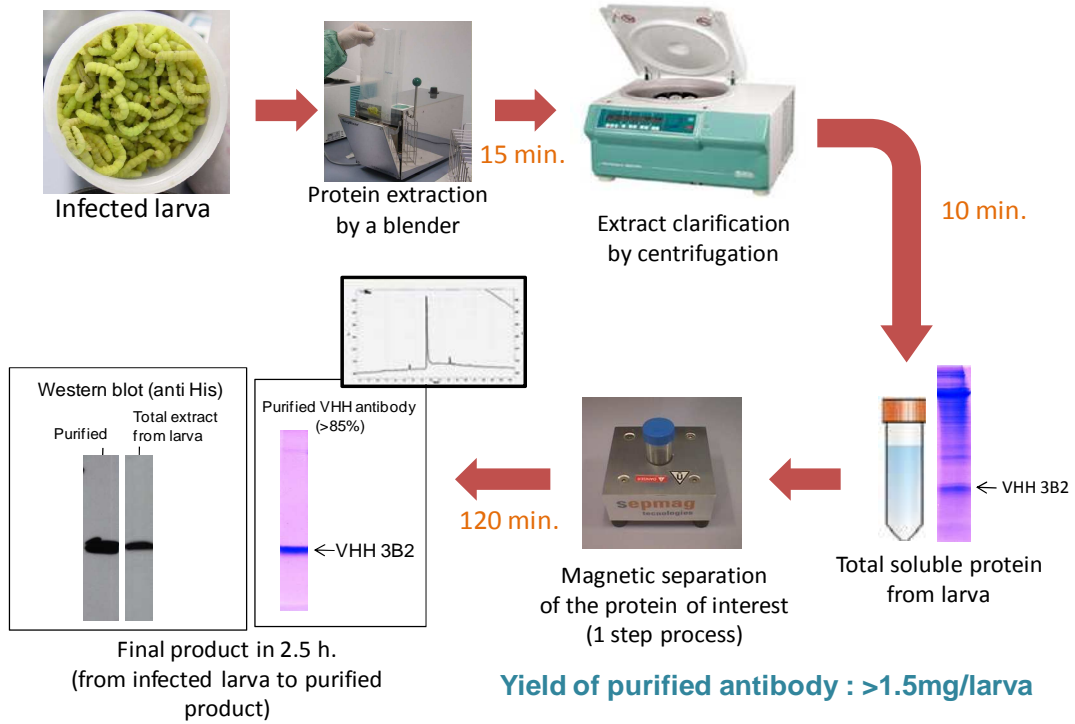 Infected larva
Protein extraction
by a blender
15 min.
Extract clarification
by centrifugation
10 min.
VHH 3B2
Total soluble protein
from larva
sepmag
tecnologies
Magnetic separation
of the protein of interest
(1 step process)
120 min.
Purified VHH antibody
(>85%)
VHH 3B2
Western blot (anti His)
Purified
Total extract
from larva
Final product in 2.5 h.
(from infected larva to purified
product)
Yield of purified antibody : >1.5mg/larva